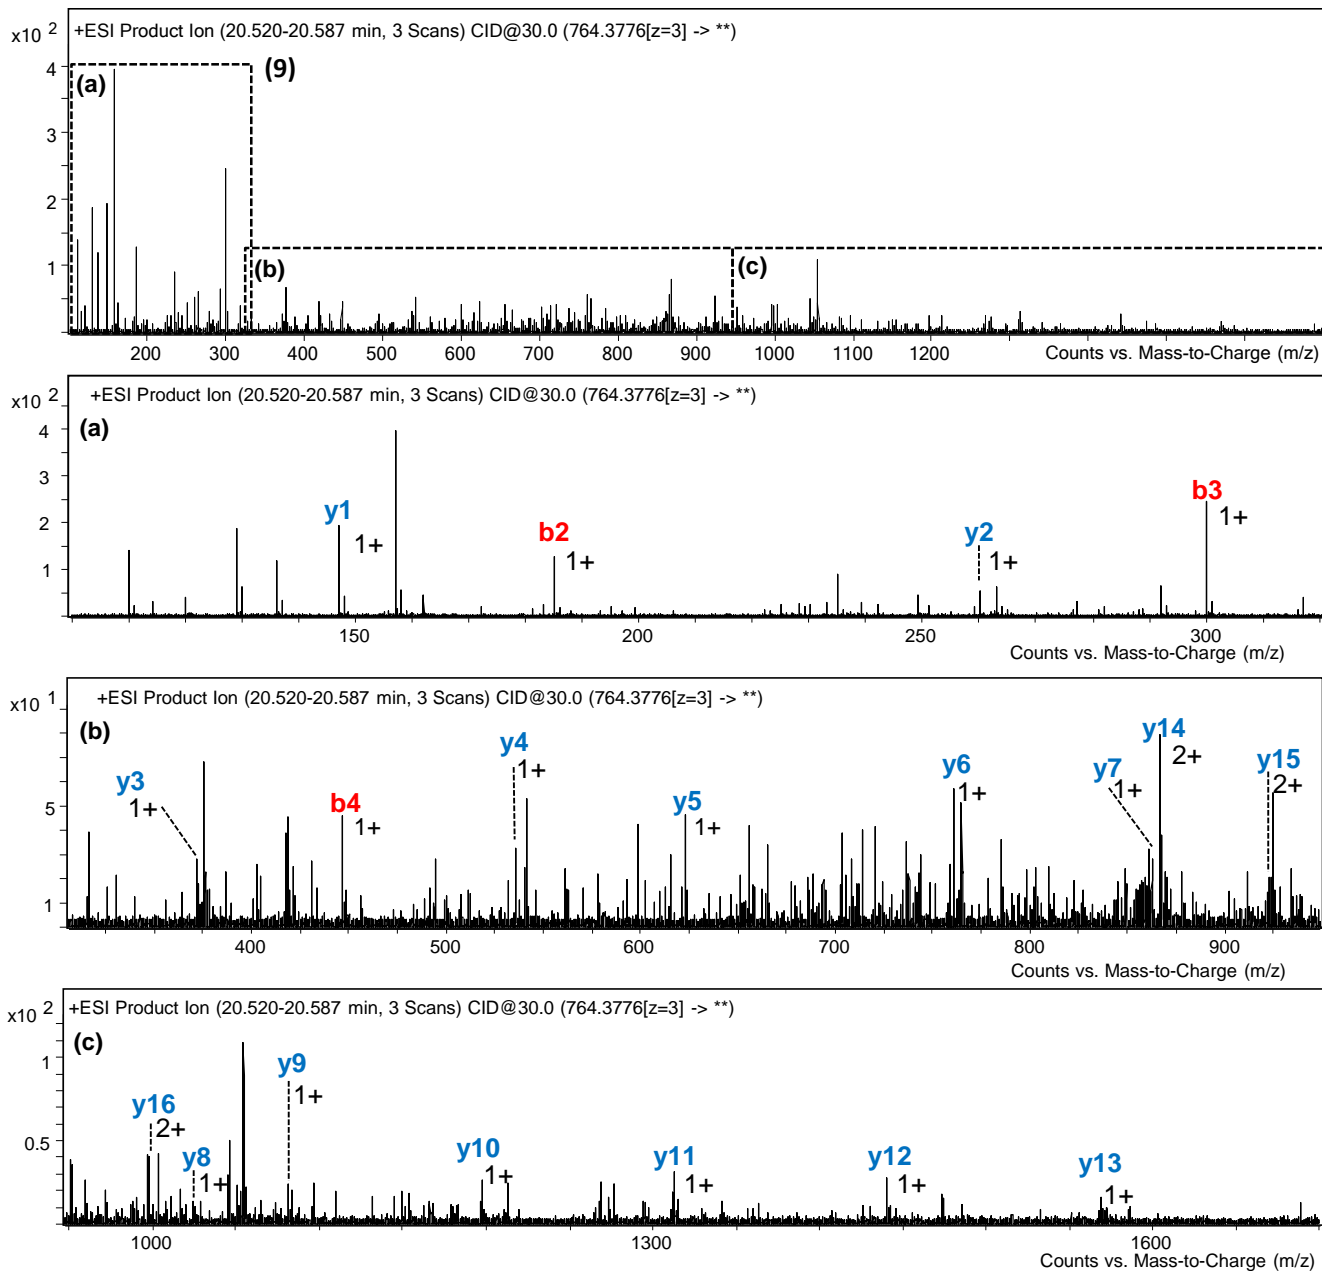 +ESI Product Ion (20.520-20.587 min, 3 Scans) CID@30.0 (764.3776[z=3] -> **)
x10 2
4
3
2
1
(a)
(9)
(b)
(c)
200 300 400 500 600 700 800 900 1000 1100 1200
Counts vs. Mass-to-Charge (m/z)
+ESI Product Ion (20.520-20.587 min, 3 Scans) CID@30.0 (764.3776[z=3] -> **)
x10 2
(a)
4
3
2
1
y1
1+
b2
1+
y2
1+
b3
1+
150 200 250 300
Counts vs. Mass-to-Charge (m/z)
+ESI Product Ion (20.520-20.587 min, 3 Scans) CID@30.0 (764.3776[z=3] -> **)
x10 1
(b)
5
1
y3
1+
b4
1+
y4
1+
y5
1+
y6
1+
y7
1+
y14
2+
y15
2+
400 500 600 700 800 900
Counts vs. Mass-to-Charge (m/z)
+ESI Product Ion (20.520-20.587 min, 3 Scans) CID@30.0 (764.3776[z=3] -> **)
x10 2
(c)
1
0.5
y16
2+
y8
1+
y9
1+
y10
1+
y11
1+
y12
1+
y13
1+
1000 1300 1600
Counts vs. Mass-to-Charge (m/z)